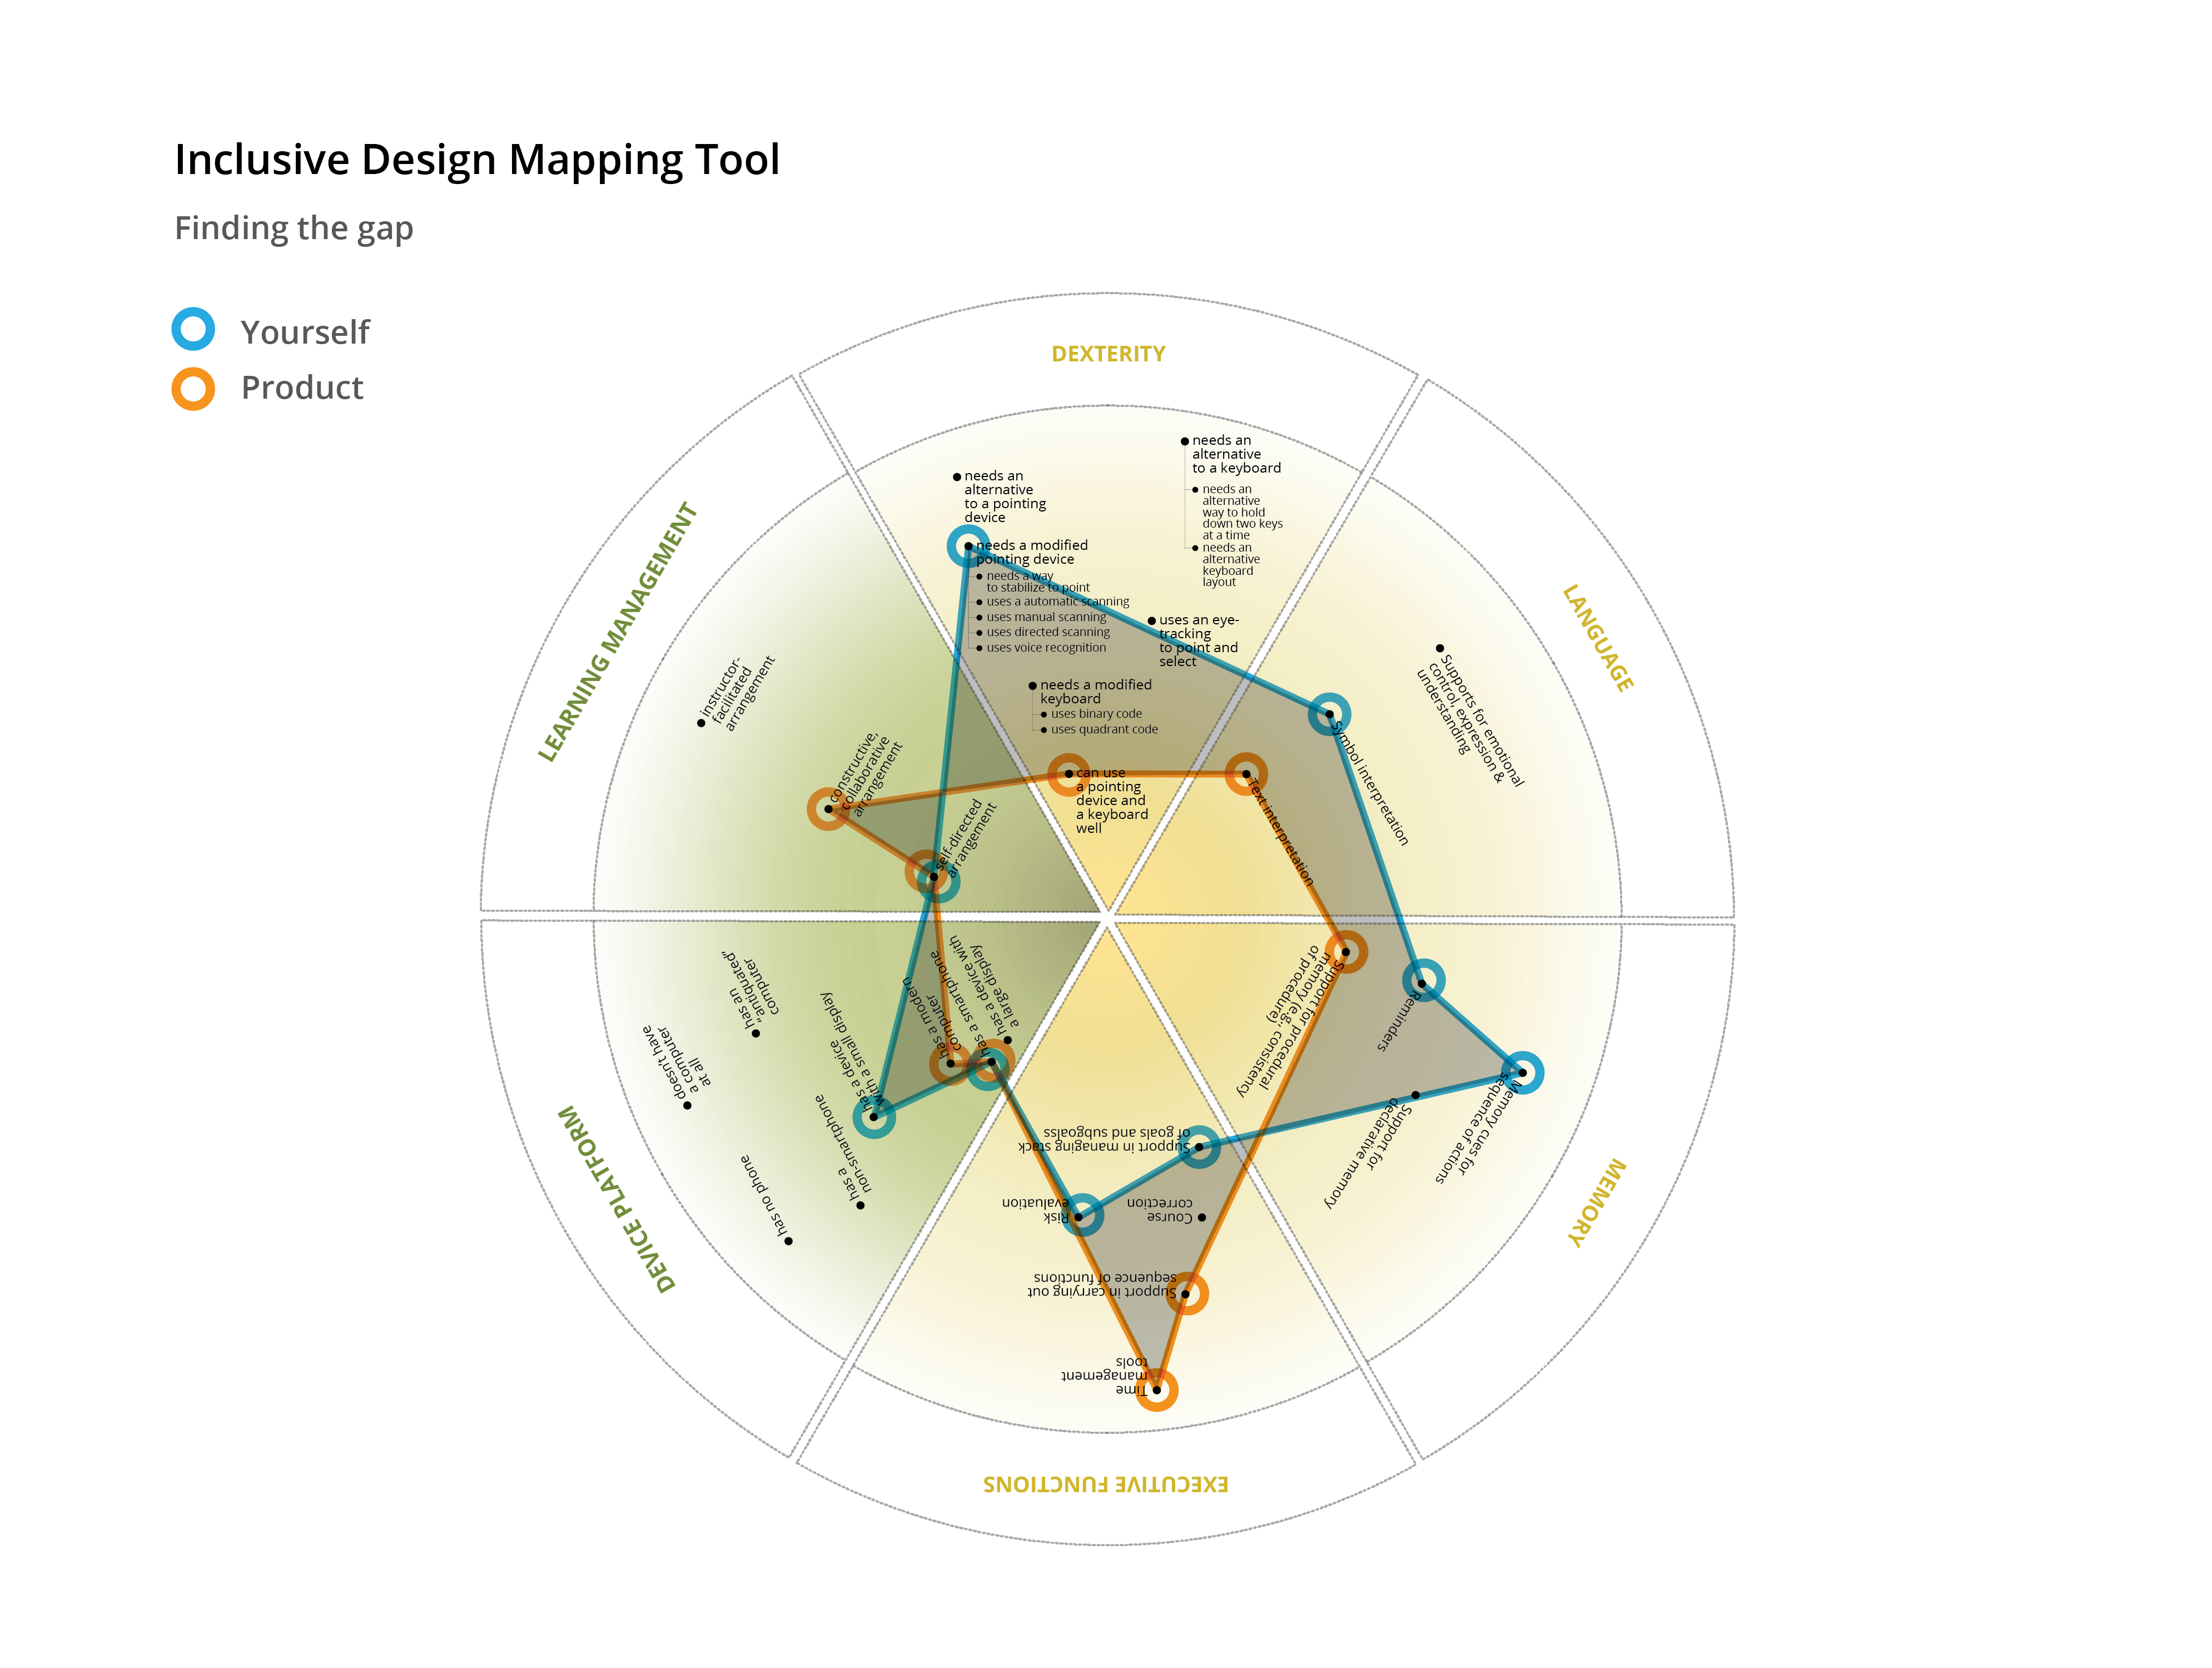 Inclusive Design Mapping Tool
Finding the gap
Yourself
Product
DEXTERITY
needs an
alternative
to a pointing
device
needs a modified
pointing device
needs a way
to stabilize to point
uses a automatic scanning
uses manual scanning
uses directed scanning
uses voice recognition
needs an
alternative
to a keyboard
needs an
alternative
way to hold
down two keys
at a time
needs an
alternative
keyboard
layout
uses an eye-
tracking
to point and
select
needs a modified
keyboard
uses binary code
uses quadrant code
can use
a pointing
device and
a keyboard
well
LANGUAGE
Supports for emotional
control, expression &
understanding
Symbol interpretation
Text interpretation
MEMORY
Support for procedural
memory (e.g., consistency
of procedure)
Reminders
Memory cues for
sequence of actions
Support for
declarative memory
EXECUTIVE FUNCTIONS
Time
management
tools
Support in carrying out
sequence of functions
Course
correction
Risk
evaluation
Support in managing stack
of goals and subgoalss
DEVICE PLATFORM
has a device with
a large display
has a smartphone
has a modern
computer
has a device
with a small display
has a
non-smartphone
has no phone
has an
“antiquated”
computer
doesn't have
a computer
at all
LEARNING MANAGEMENT
instructor-
facilitated
arrangement
constructive,
collaborative
arrangement
self-directed
arrangement